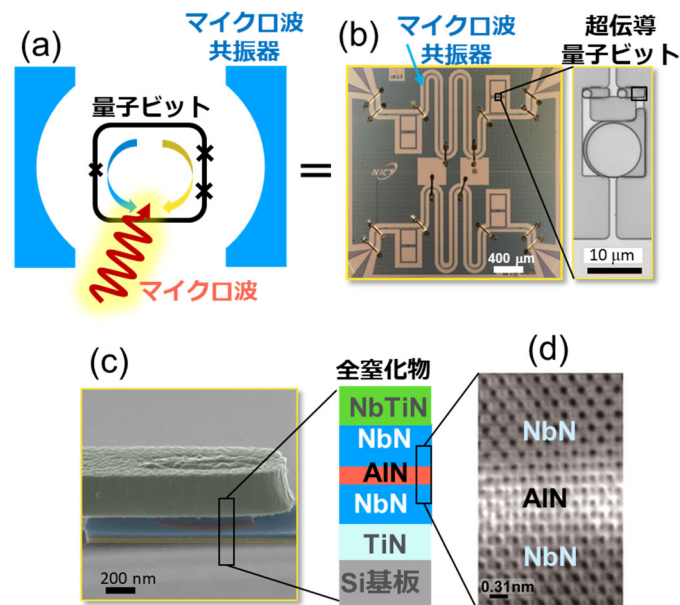 (a)
マイクロ波
共振器
量子ビット
マイクロ波
=
(b)
マイクロ波
共振器
超伝導
量子ビット
NICT
400 μm
10 μm
(c)
200 nm
全窒化物
NbTiN
NbN
AlN
NbN
TiN
Si基板
(d)
NbN
AlN
NbN
0.31nm